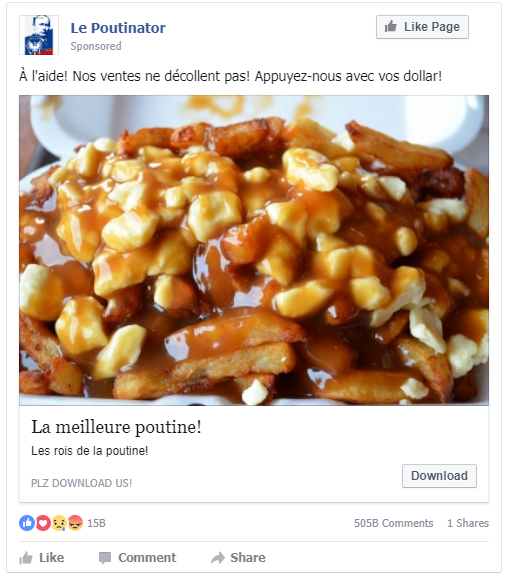 Le Poutinator
Like Page
Sponsored
À l'aide! Nos ventes ne décollent pas! Appuyez-nous avec vos dollar!
La meilleure poutine!
Les rois de la poutine!
PLZ DOWNLOAD US!
Download
15B
505B Comments 1 Shares
Like Comment Share